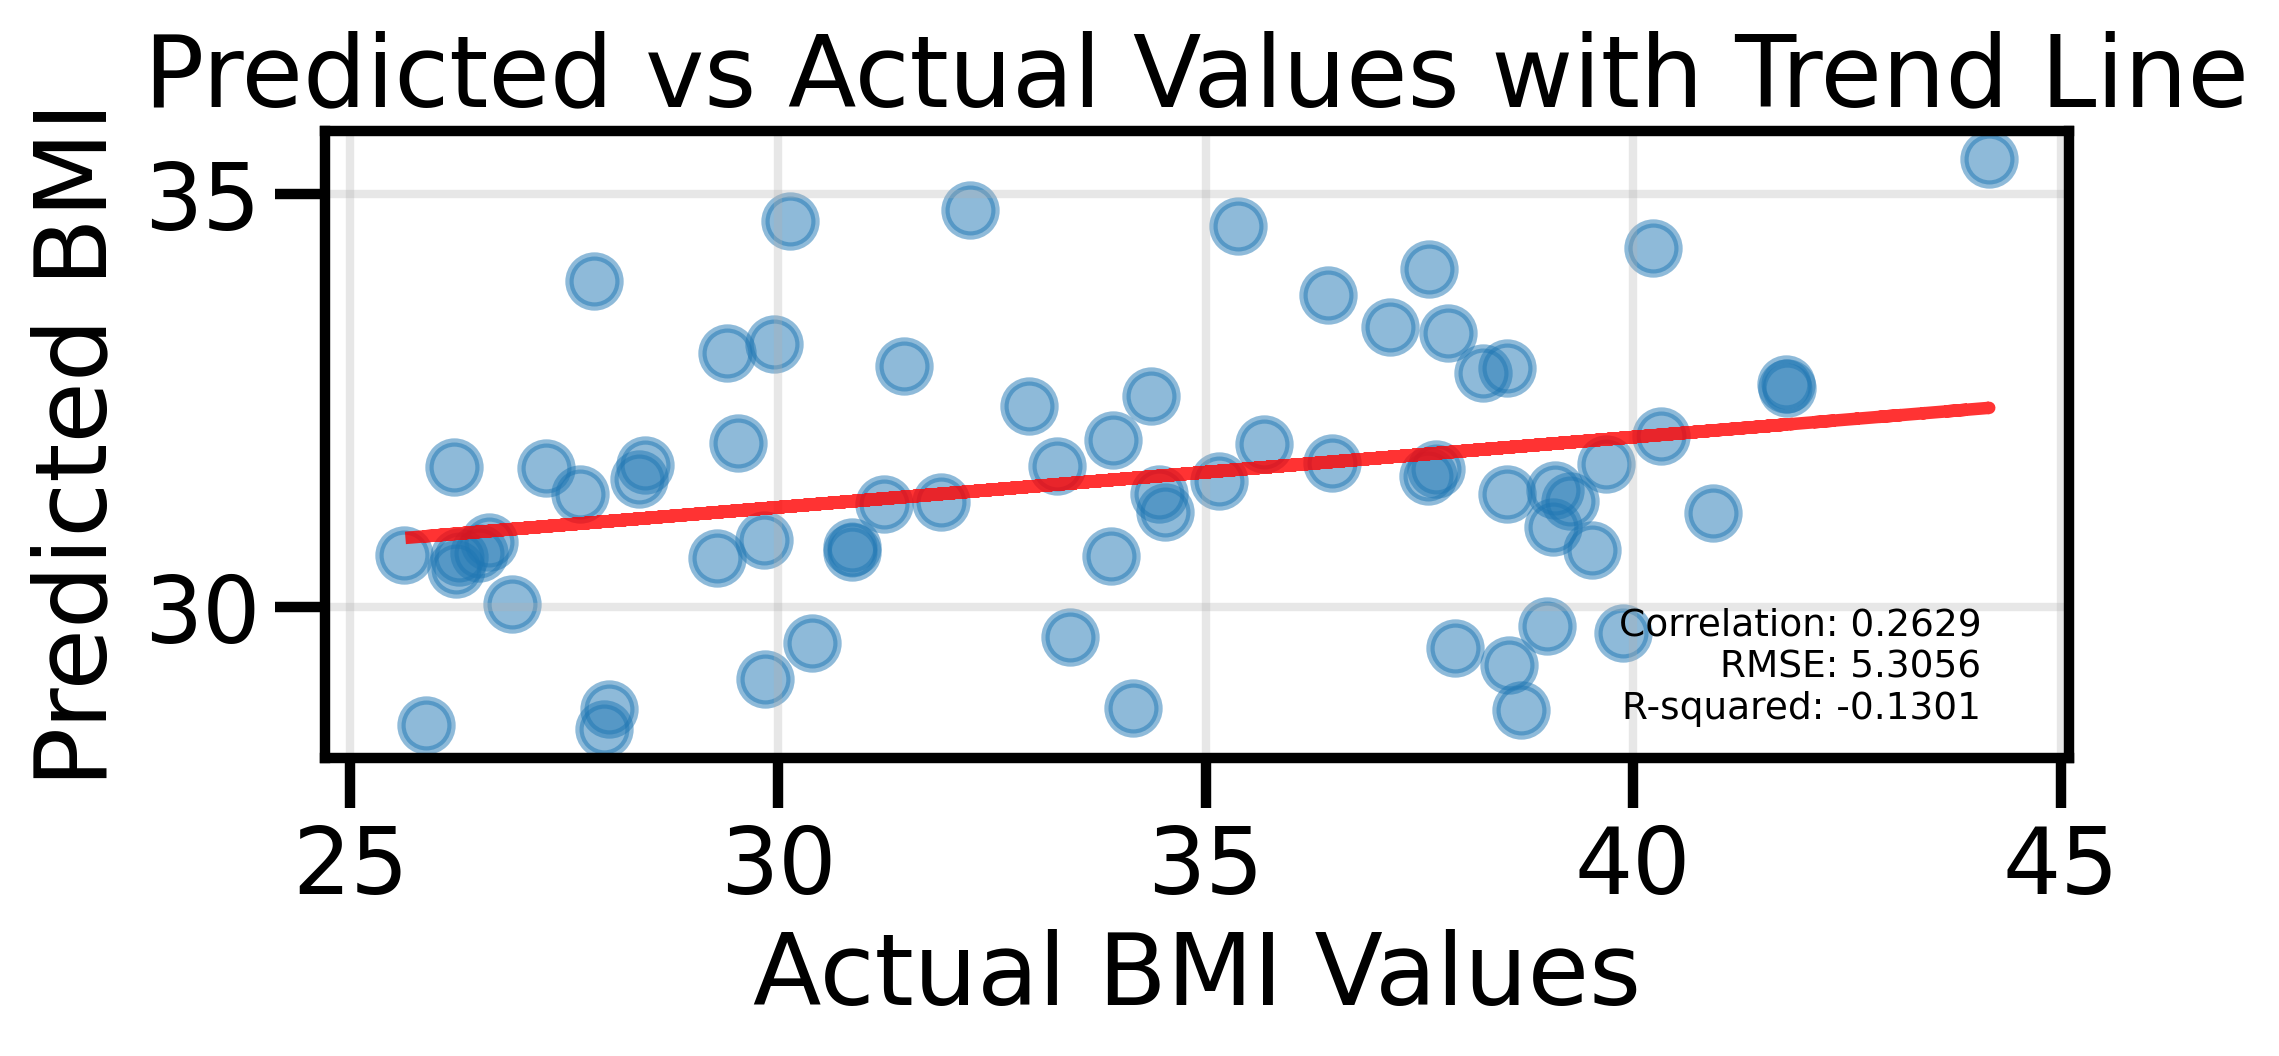 Predicted vs Actual Values with Trend Line
Predicted BMI
35
30
Correlation: 0.2629
RMSE: 5.3056
R-squared: -0.1301
25 30 35 40 45
Actual BMI Values